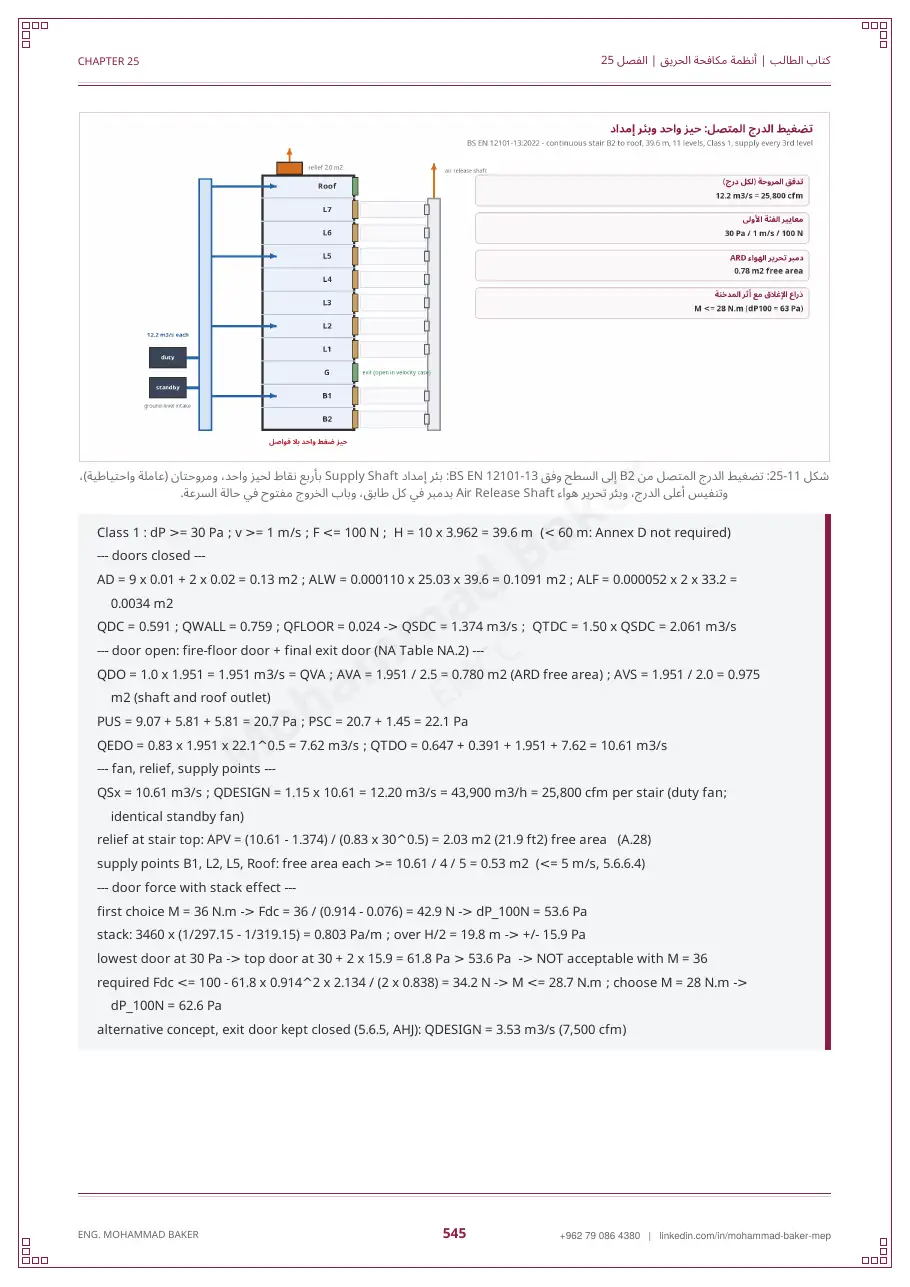 CHAPTER 25
كتاب الطالب | أنظمة مكافحة الحريق | الفصل 25
تضغيط الدرج المتصل: حيز واحد وبئر إمداد
BS EN 12101-13:2022 - continuous stair B2 to roof, 39.6 m, 11 levels, Class 1, supply every 3rd level
relief 2.0 m2
air release shaft
Roof
L7
L6
L5
L4
L3
L2
L1
G
B1
B2
exit (open in velocity case)
12.2 m3/s each
duty
standby
ground-level intake
حيز ضغط واحد بلا فواصل
تدفق المروحة (لكل درج)
12.2 m3/s = 25,800 cfm
معايير الفئة الأولى
30 Pa / 1 m/s / 100 N
دمبر تحرير الهواء ARD
0.78 m2 free area
ذراع الإغلاق مع أثر المدخنة
M <= 28 N.m (dP100 = 63 Pa)
شكل 11-25: تضغيط الدرج المتصل من B2 إلى السطح وفق BS EN 12101-13: بئر إمداد Supply Shaft بأربع نقاط لحيز واحد، ومروحتان (عاملة واحتياطية)،
وتنفيس أعلى الدرج، وبئر تحرير هواء Air Release Shaft بدمبر في كل طابق، وباب الخروج مفتوح في حالة السرعة.
Class 1 : dP >= 30 Pa ; v >= 1 m/s ; F <= 100 N ; H = 10 x 3.962 = 39.6 m (< 60 m: Annex D not required)
--- doors closed ---
AD = 9 x 0.01 + 2 x 0.02 = 0.13 m2 ; ALW = 0.000110 x 25.03 x 39.6 = 0.1091 m2 ; ALF = 0.000052 x 2 x 33.2 =
0.0034 m2
QDC = 0.591 ; QWALL = 0.759 ; QFLOOR = 0.024 -> QSDC = 1.374 m3/s ; QTDC = 1.50 x QSDC = 2.061 m3/s
--- door open: fire-floor door + final exit door (NA Table NA.2) ---
QDO = 1.0 x 1.951 = 1.951 m3/s = QVA ; AVA = 1.951 / 2.5 = 0.780 m2 (ARD free area) ; AVS = 1.951 / 2.0 = 0.975
m2 (shaft and roof outlet)
PUS = 9.07 + 5.81 + 5.81 = 20.7 Pa ; PSC = 20.7 + 1.45 = 22.1 Pa
QEDO = 0.83 x 1.951 x 22.1^0.5 = 7.62 m3/s ; QTDO = 0.647 + 0.391 + 1.951 + 7.62 = 10.61 m3/s
--- fan, relief, supply points ---
QSx = 10.61 m3/s ; QDESIGN = 1.15 x 10.61 = 12.20 m3/s = 43,900 m3/h = 25,800 cfm per stair (duty fan;
identical standby fan)
relief at stair top: APV = (10.61 - 1.374) / (0.83 x 30^0.5) = 2.03 m2 (21.9 ft2) free area (A.28)
supply points B1, L2, L5, Roof: free area each >= 10.61 / 4 / 5 = 0.53 m2 (<= 5 m/s, 5.6.6.4)
--- door force with stack effect ---
first choice M = 36 N.m -> Fdc = 36 / (0.914 - 0.076) = 42.9 N -> dP_100N = 53.6 Pa
stack: 3460 x (1/297.15 - 1/319.15) = 0.803 Pa/m ; over H/2 = 19.8 m -> +/- 15.9 Pa
lowest door at 30 Pa -> top door at 30 + 2 x 15.9 = 61.8 Pa > 53.6 Pa -> NOT acceptable with M = 36
required Fdc <= 100 - 61.8 x 0.914^2 x 2.134 / (2 x 0.838) = 34.2 N -> M <= 28.7 N.m ; choose M = 28 N.m ->
dP_100N = 62.6 Pa
alternative concept, exit door kept closed (5.6.5, AHJ): QDESIGN = 3.53 m3/s (7,500 cfm)
ENG. MOHAMMAD BAKER
545
+962 79 086 4380 | linkedin.com/in/mohammad-baker-mep